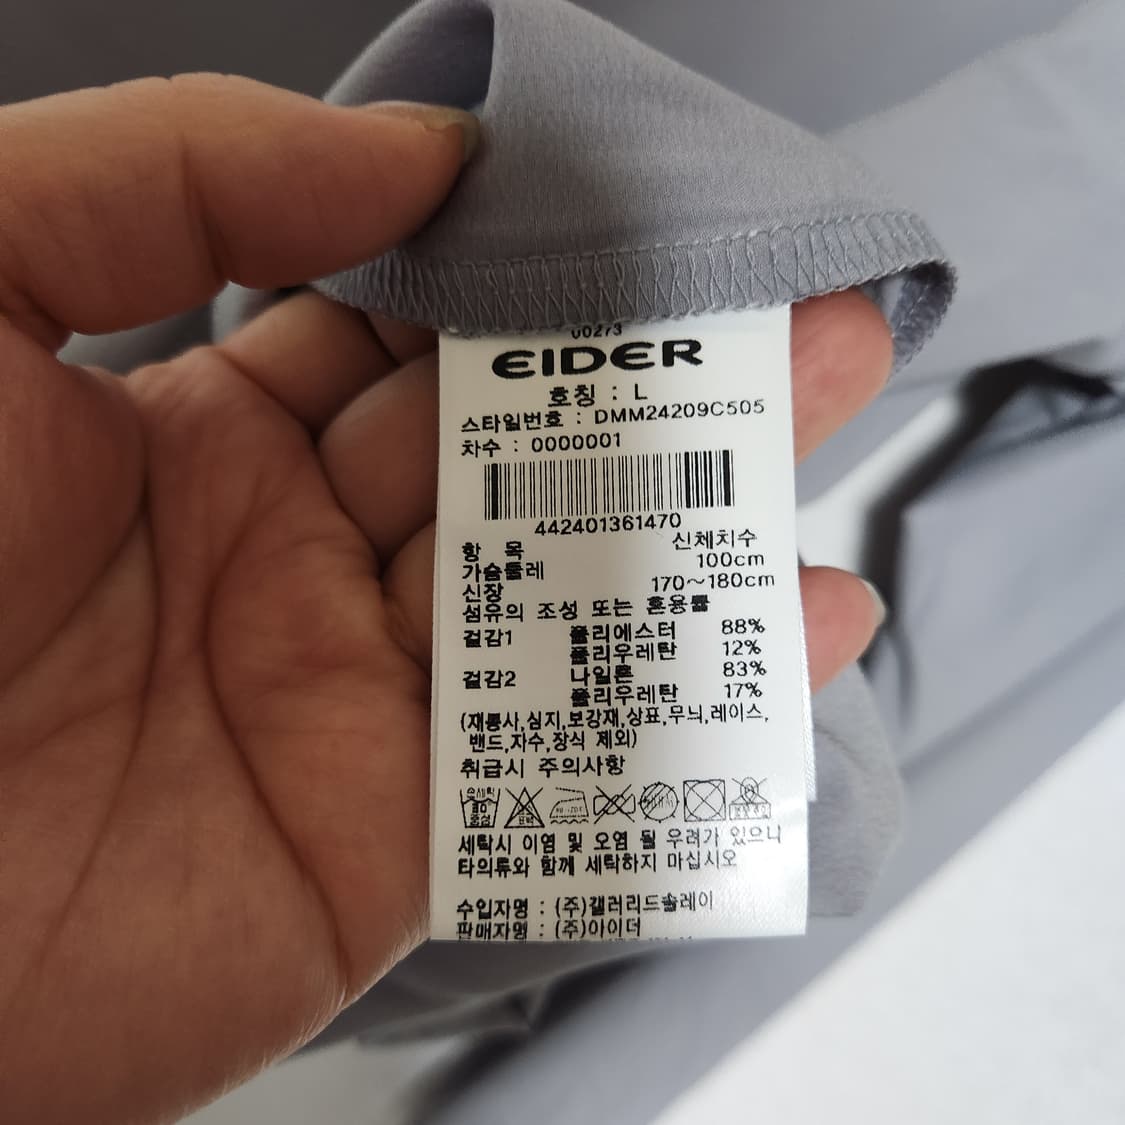 00273
EIDER
호칭 : L
스타일번호 : DMM24209C505
차수 : 0000001
442401361470
항 목 신체치수
가슴둘레 100cm
신장 170~180cm
섬유의 조성 또는 혼용률
겉감1 폴리에스터 88%
폴리우레탄 12%
겉감2 나일론 83%
폴리우레탄 17%
(재봉사,심지,보강재,상표,무늬,레이스,
밴드,자수,장식 제외)
취급시 주의사항
손세탁
중성
표백
세탁시 이염 및 오염 될 우려가 있으니
타의류와 함께 세탁하지 마십시오
수입자명 : (주)갤러리드솔레이
판매자명 : (주)아이더